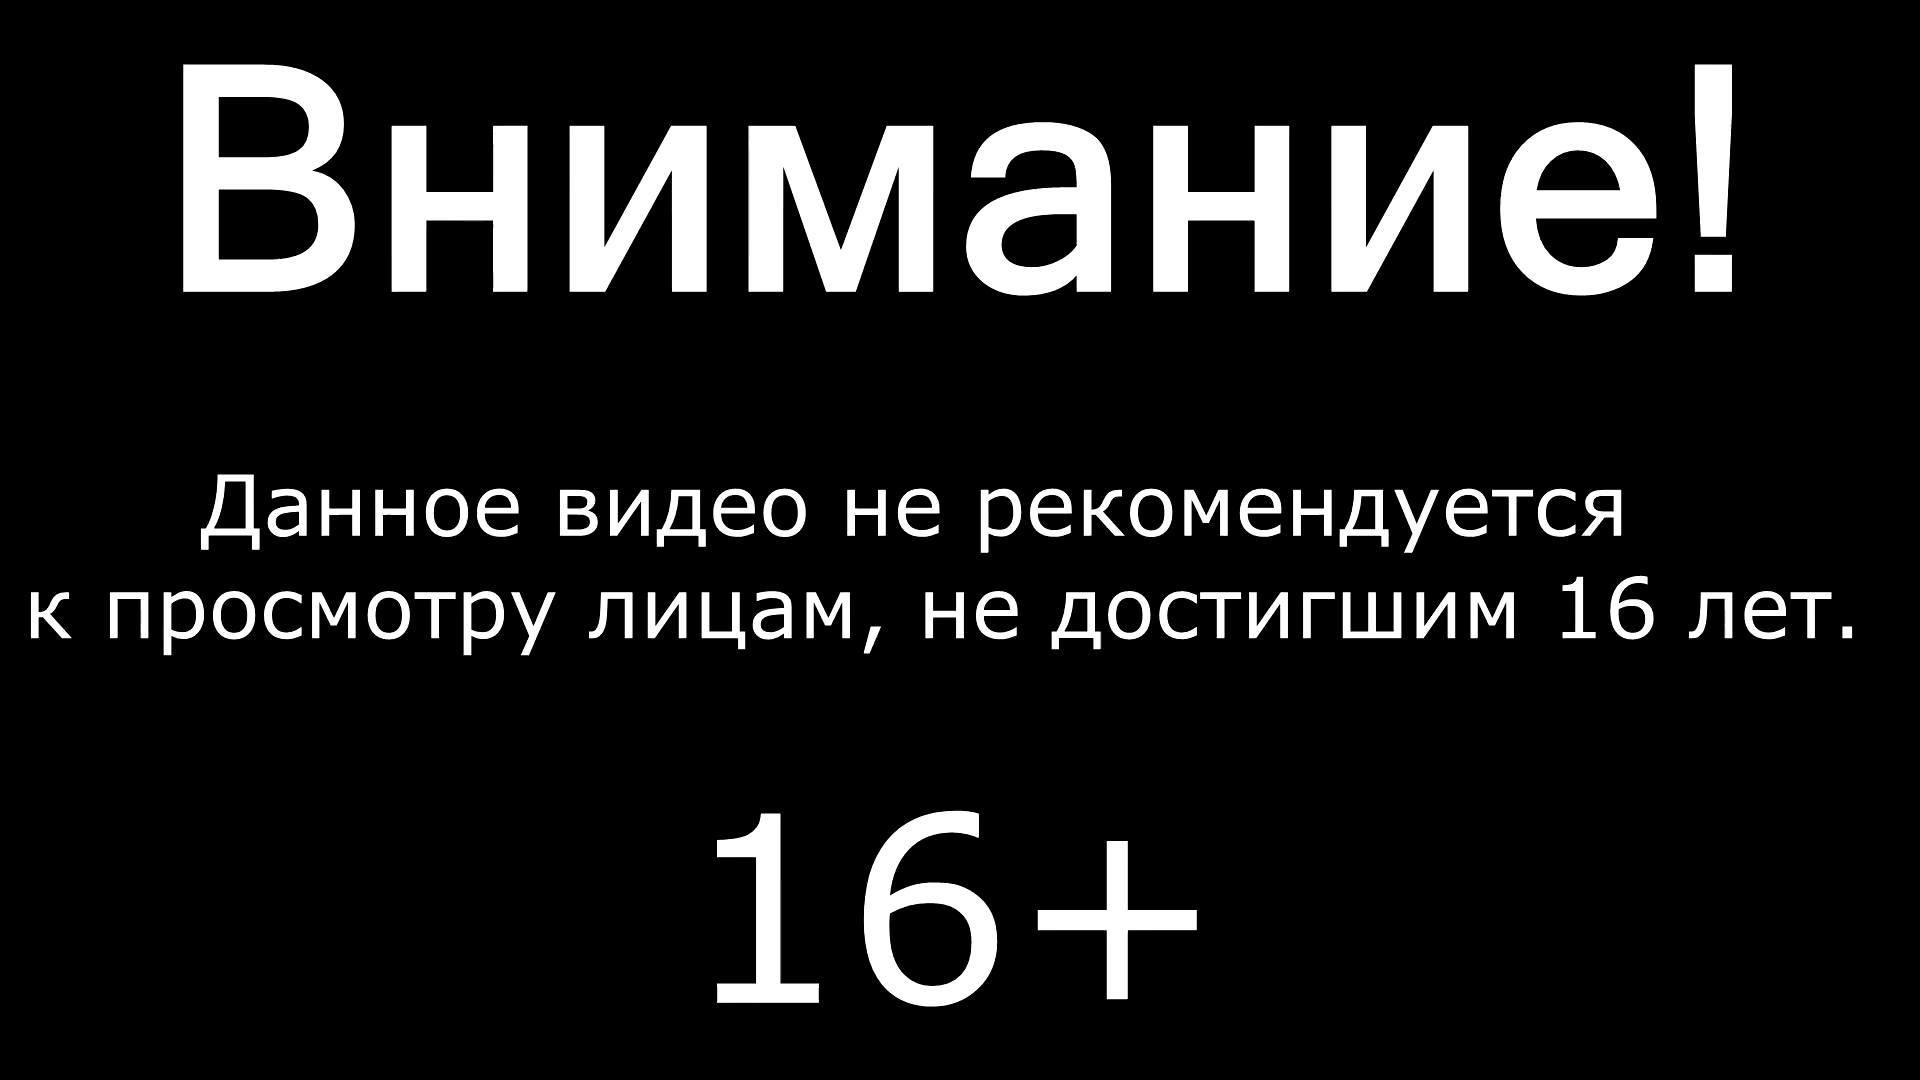 Внимание!
Данное видео не рекомендуется
к просмотру лицам, не достигшим 16 лет.
16+